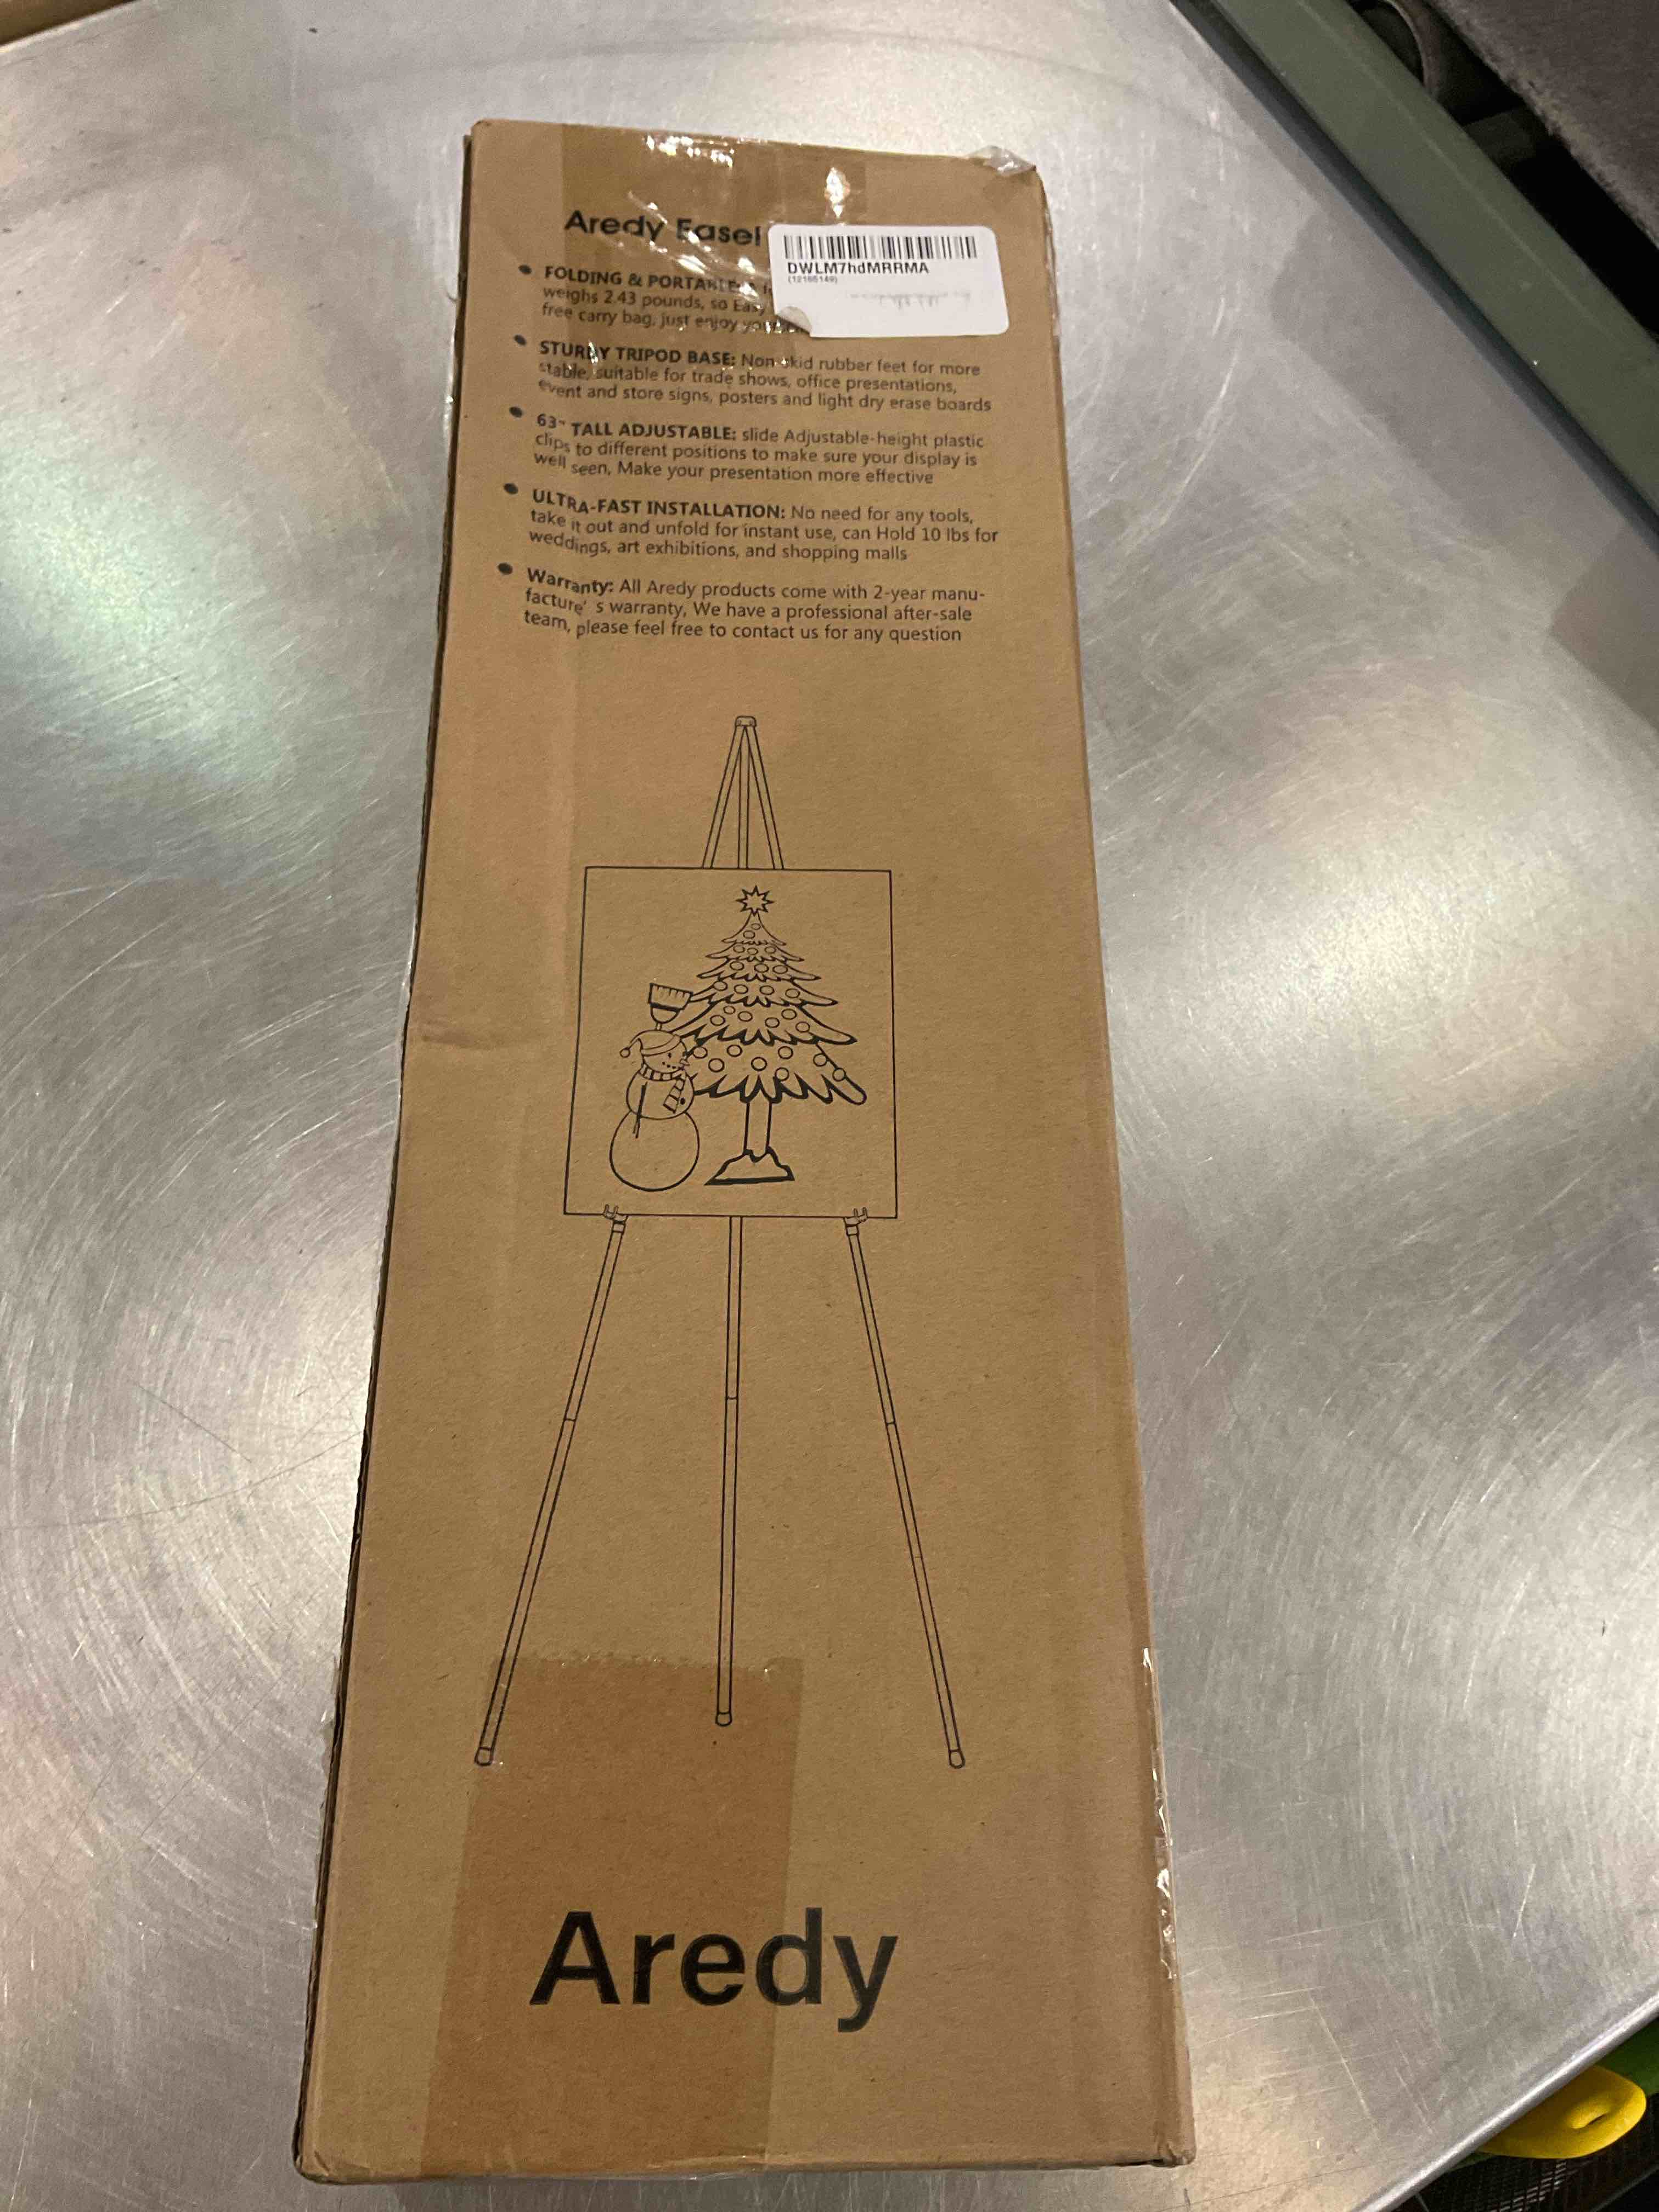 Aredy Easel
DWLM7hdMRRMA
(12165149)
FOLDING & PORTABLE
weighs 2.43 pounds, so Easy
free carry bag, just enjoy
STURDY TRIPOD BASE: Non skid rubber feet for more
stable, suitable for trade shows, office presentations,
event and store signs, posters and light dry erase boards
63" TALL ADJUSTABLE: slide Adjustable-height plastic
clips to different positions to make sure your display is
well seen, Make your presentation more effective
ULTRA-FAST INSTALLATION: No need for any tools,
take it out and unfold for instant use, can Hold 10 lbs for
weddings, art exhibitions, and shopping malls
Warranty: All Aredy products come with 2-year manu-
facture's warranty, We have a professional after-sale
team, please feel free to contact us for any question
Aredy